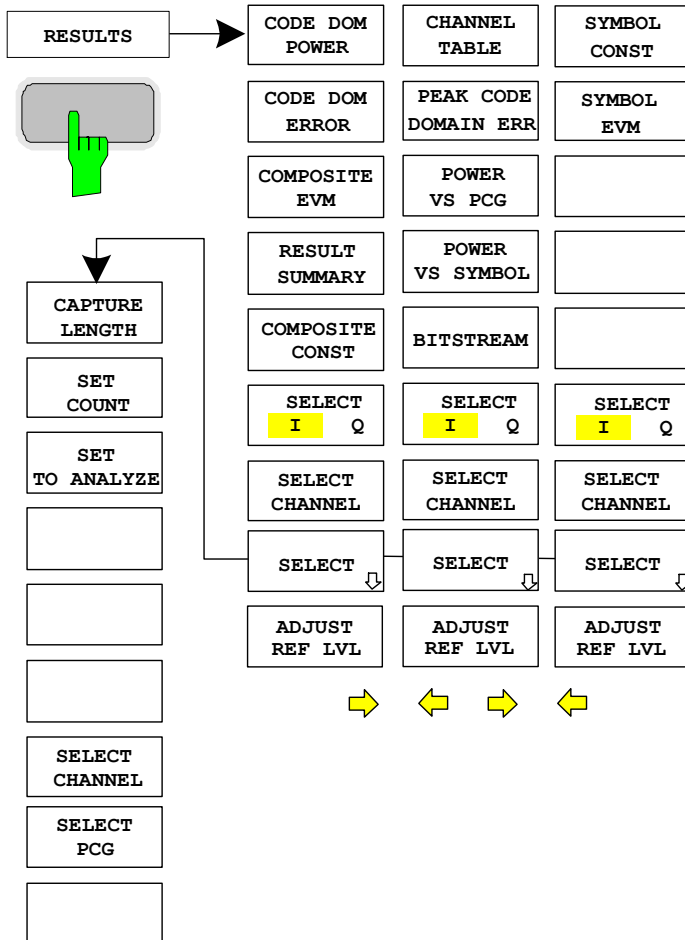 RESULTS
CODE DOM
POWER
CODE DOM
ERROR
COMPOSITE
EVM
RESULT
SUMMARY
COMPOSITE
CONST
SELECT
I Q
SELECT
CHANNEL
SELECT
ADJUST
REF LVL
CHANNEL
TABLE
PEAK CODE
DOMAIN ERR
POWER
VS PCG
POWER
VS SYMBOL
BITSTREAM
SELECT
I Q
SELECT
CHANNEL
SELECT
ADJUST
REF LVL
SYMBOL
CONST
SYMBOL
EVM
SELECT
I Q
SELECT
CHANNEL
SELECT
ADJUST
REF LVL
CAPTURE
LENGTH
SET
COUNT
SET
TO ANALYZE
SELECT
CHANNEL
SELECT
PCG